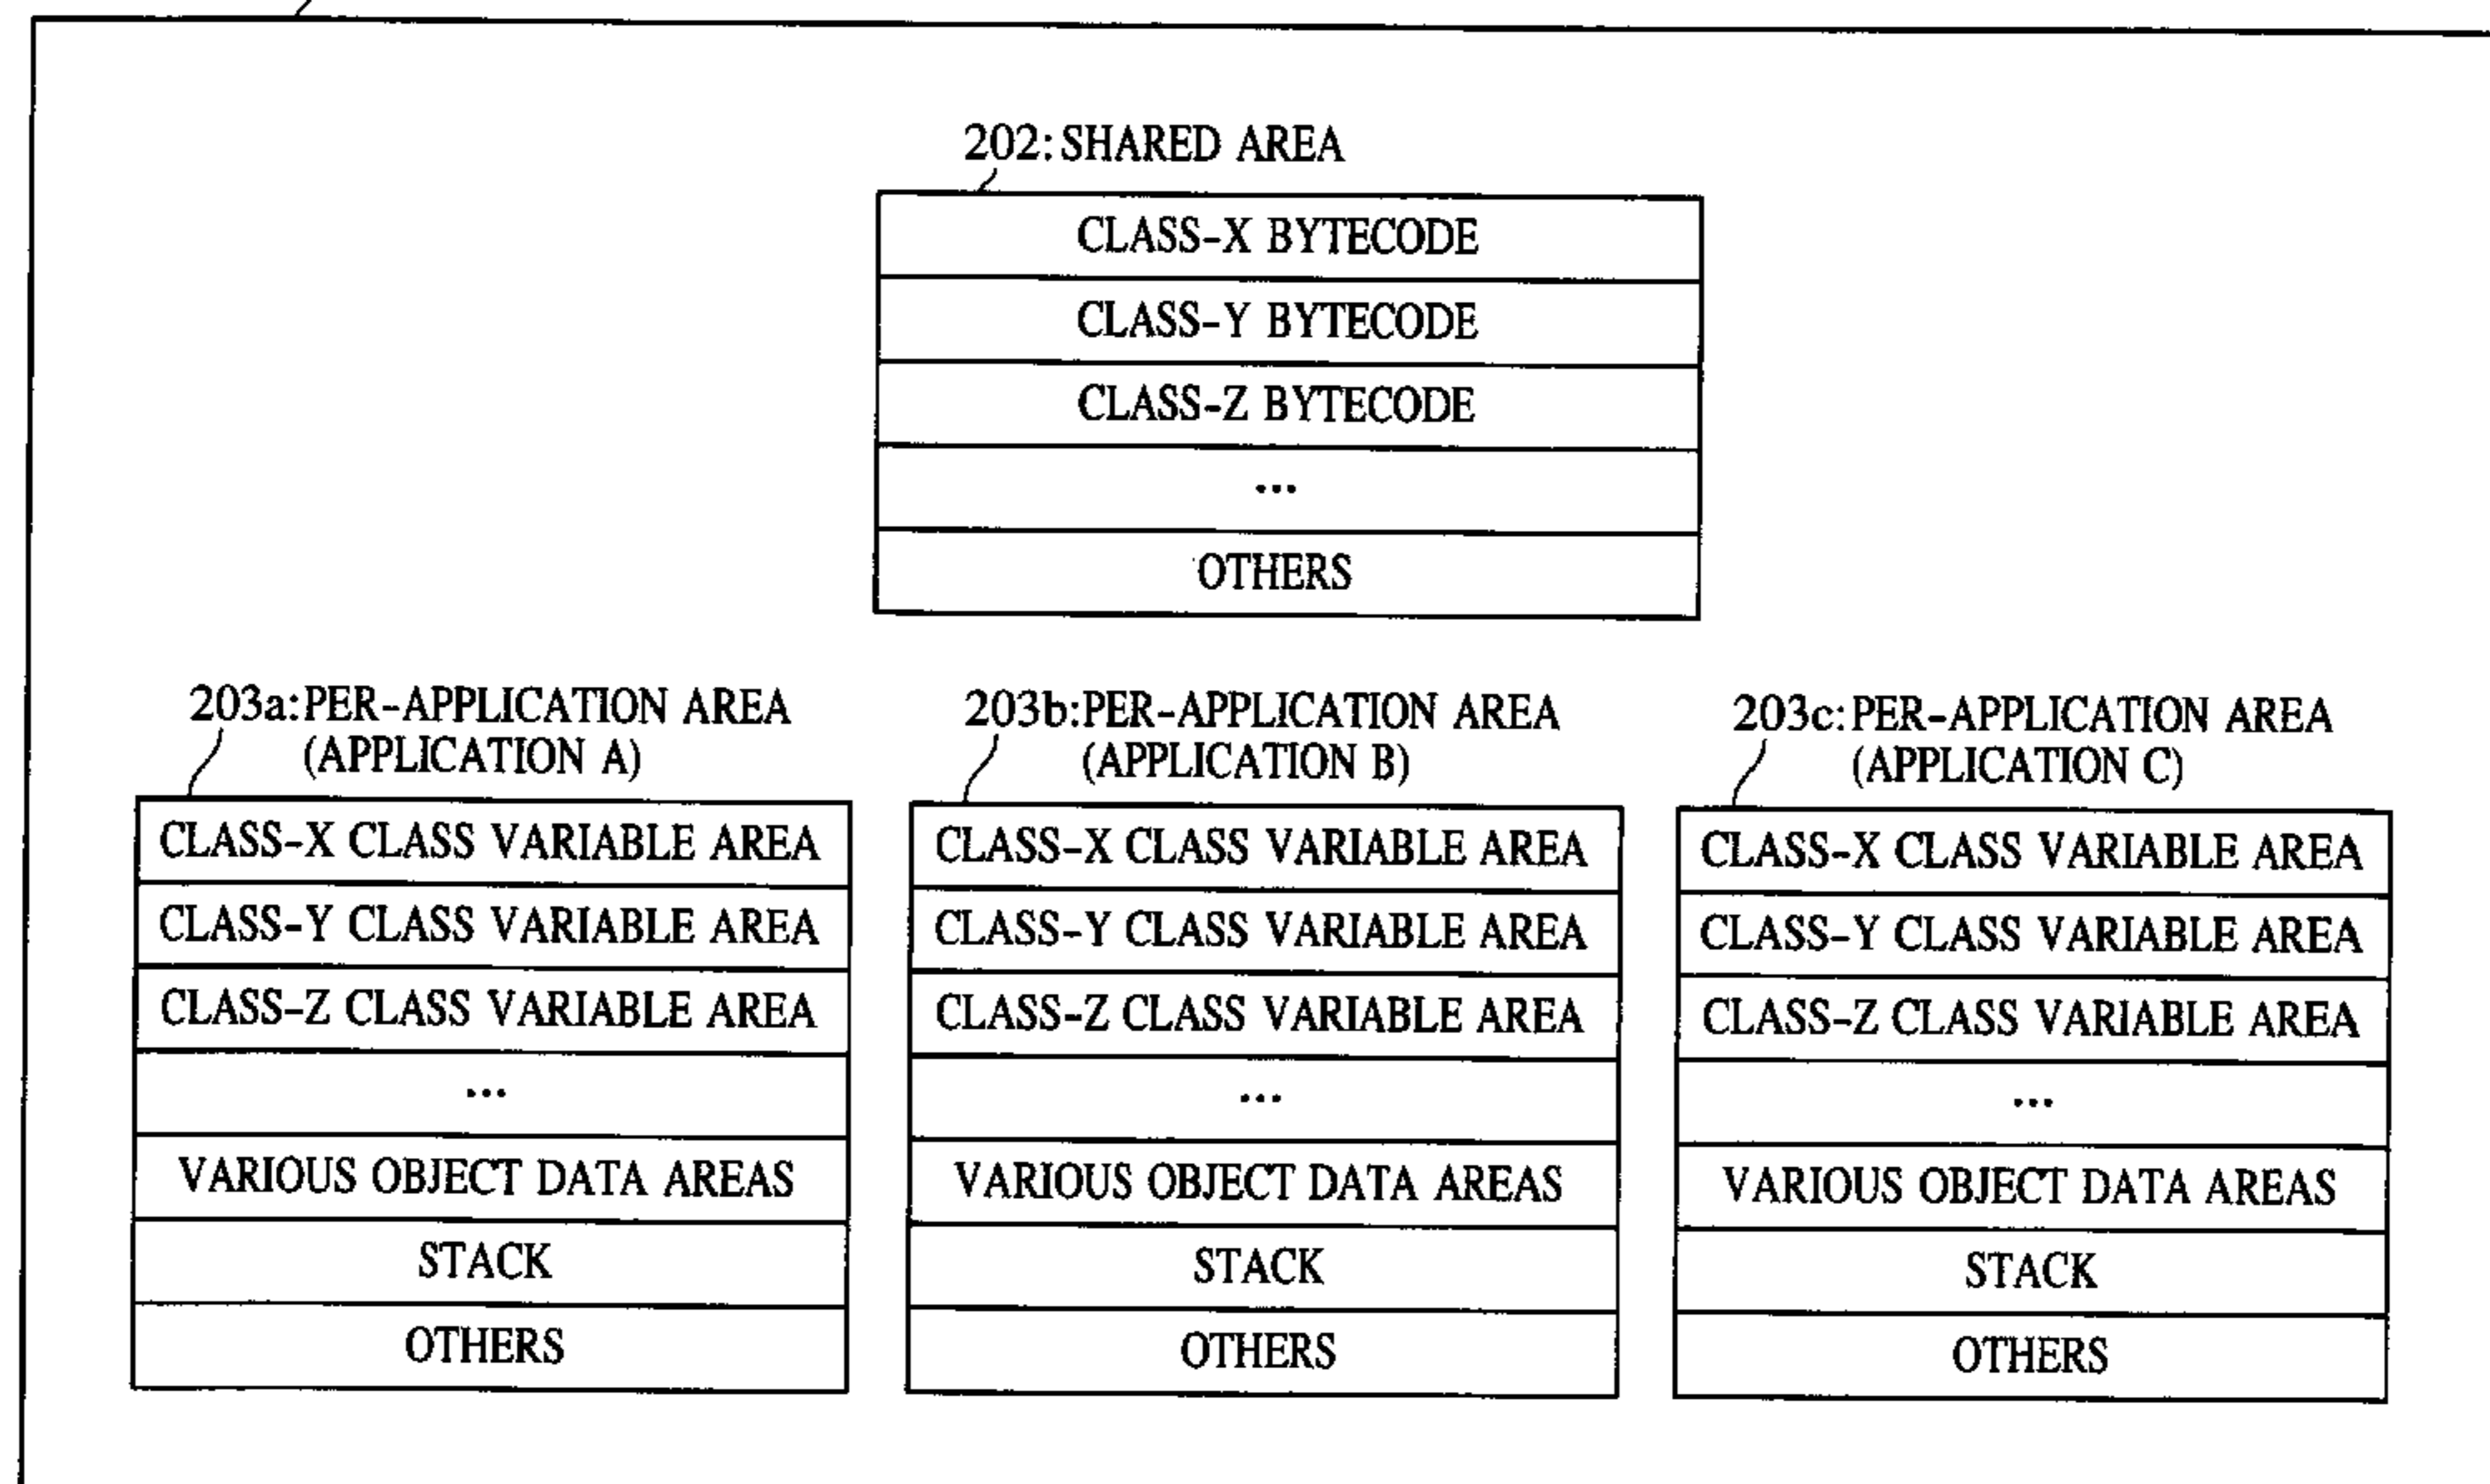 202: SHARED AREA
CLASS-X BYTECODE
CLASS-Y BYTECODE
CLASS-Z BYTECODE
...
OTHERS
203a: PER-APPLICATION AREA
(APPLICATION A)
CLASS-X CLASS VARIABLE AREA
CLASS-Y CLASS VARIABLE AREA
CLASS-Z CLASS VARIABLE AREA
...
VARIOUS OBJECT DATA AREAS
STACK
OTHERS
203b: PER-APPLICATION AREA
(APPLICATION B)
CLASS-X CLASS VARIABLE AREA
CLASS-Y CLASS VARIABLE AREA
CLASS-Z CLASS VARIABLE AREA
...
VARIOUS OBJECT DATA AREAS
STACK
OTHERS
203c: PER-APPLICATION AREA
(APPLICATION C)
CLASS-X CLASS VARIABLE AREA
CLASS-Y CLASS VARIABLE AREA
CLASS-Z CLASS VARIABLE AREA
...
VARIOUS OBJECT DATA AREAS
STACK
OTHERS